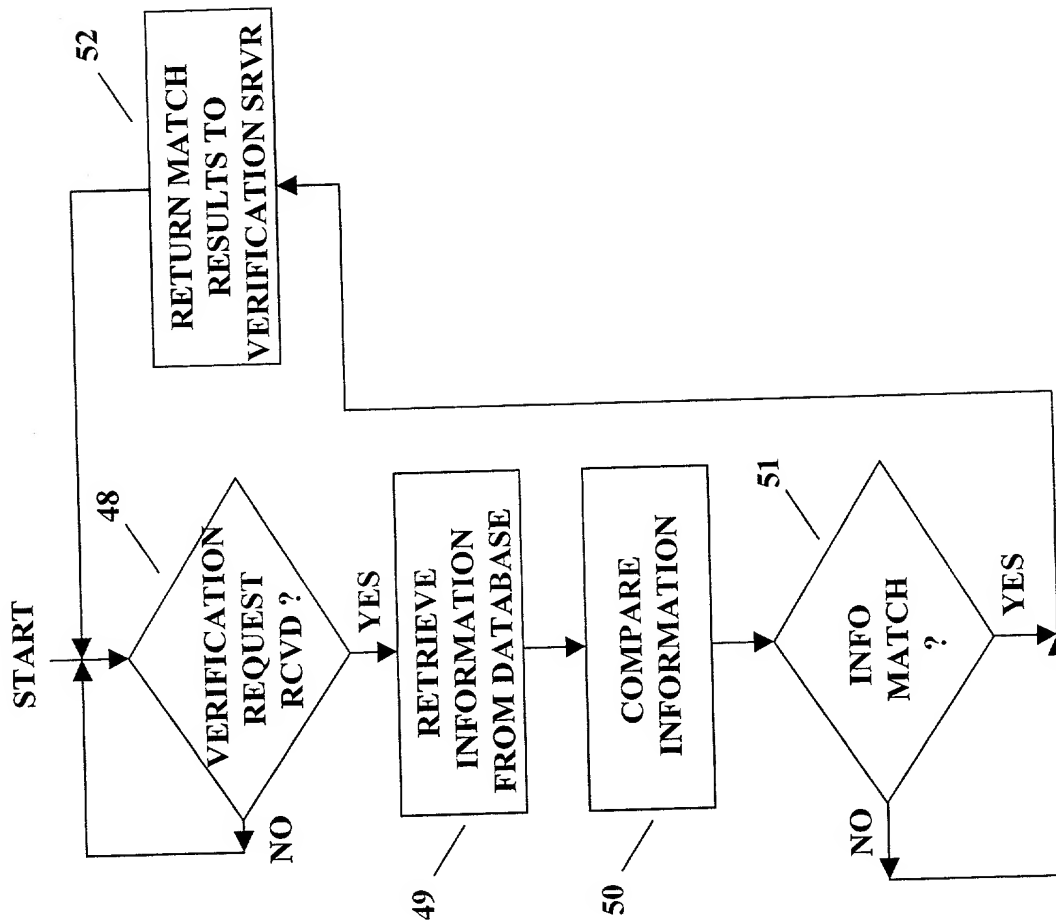 START
48
VERIFICATION
REQUEST
RCVD ?
NO
YES
49
RETRIEVE
INFORMATION
FROM DATABASE
50
COMPARE
INFORMATION
51
INFO
MATCH
?
NO
YES
52
RETURN MATCH
RESULTS TO
VERIFICATION SRVR